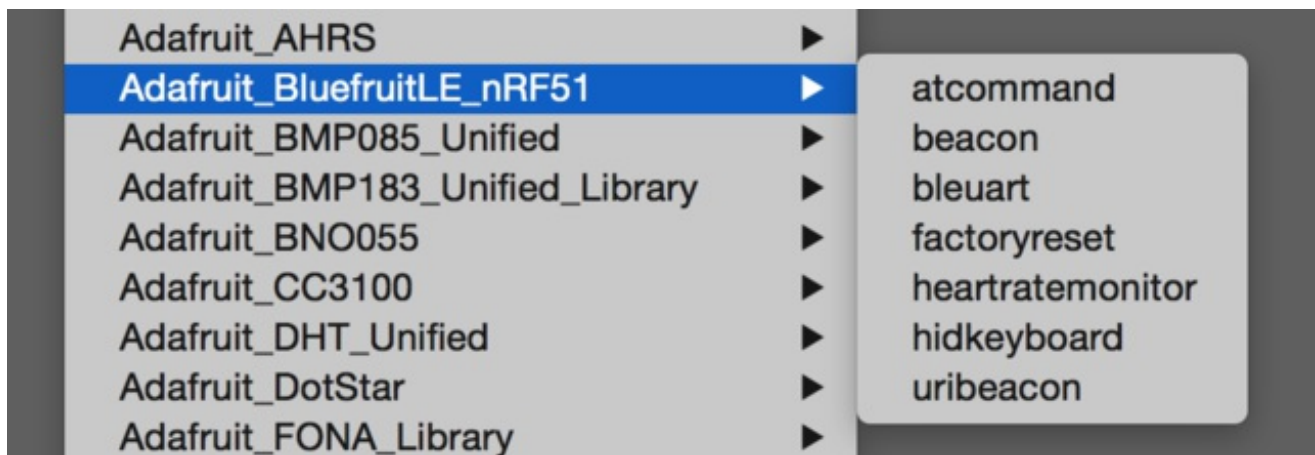 Adafruit_AHRS
Adafruit_BluefruitLE_nRF51
Adafruit_BMP085_Unified
Adafruit_BMP183_Unified_Library
Adafruit_BNO055
Adafruit_CC3100
Adafruit_DHT_Unified
Adafruit_DotStar
Adafruit_FONA_Library
atcommand
beacon
bleuart
factoryreset
heartratemonitor
hidkeyboard
uribeacon